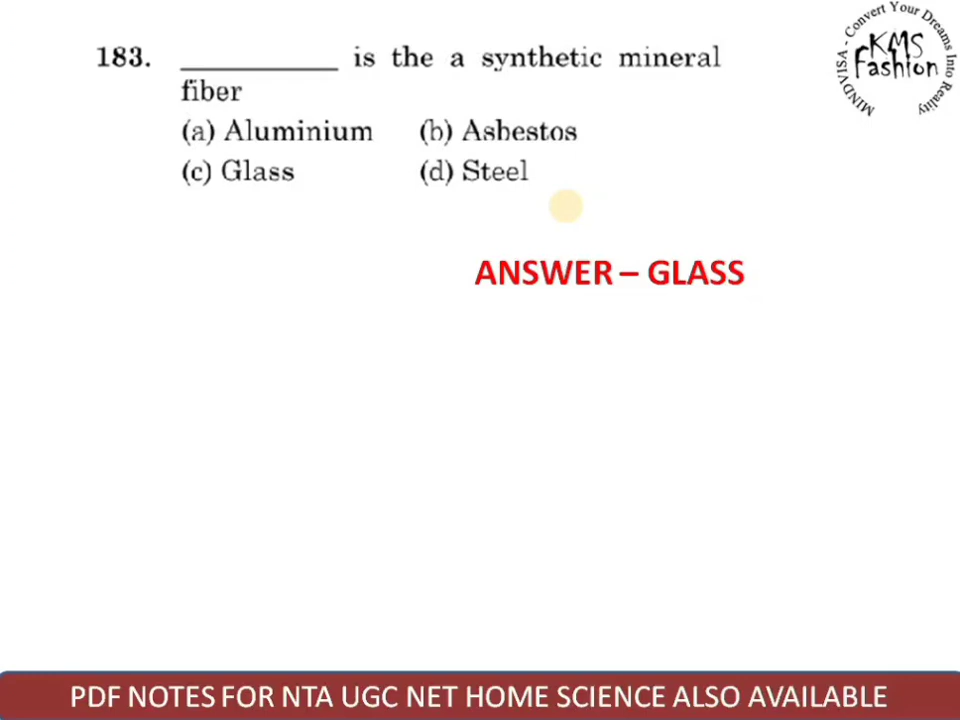 183. __________ is the a synthetic mineral
fiber
(a) Aluminium (b) Asbestos
(c) Glass (d) Steel
ANSWER – GLASS
MINDVISA - Convert Your Dreams Into Reality
KMS
Fashion
PDF NOTES FOR NTA UGC NET HOME SCIENCE ALSO AVAILABLE